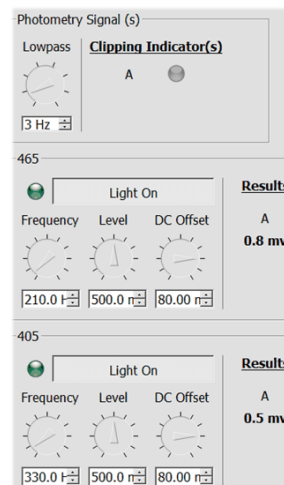 Photometry Signal (s)
Lowpass Clipping Indicator(s)
A
3 Hz
465
Light On
Results
Frequency Level DC Offset
A
0.8 mv
210.0 H 500.0 m 80.00 m
405
Light On
Results
Frequency Level DC Offset
A
0.5 mv
330.0 H 500.0 m 80.00 m